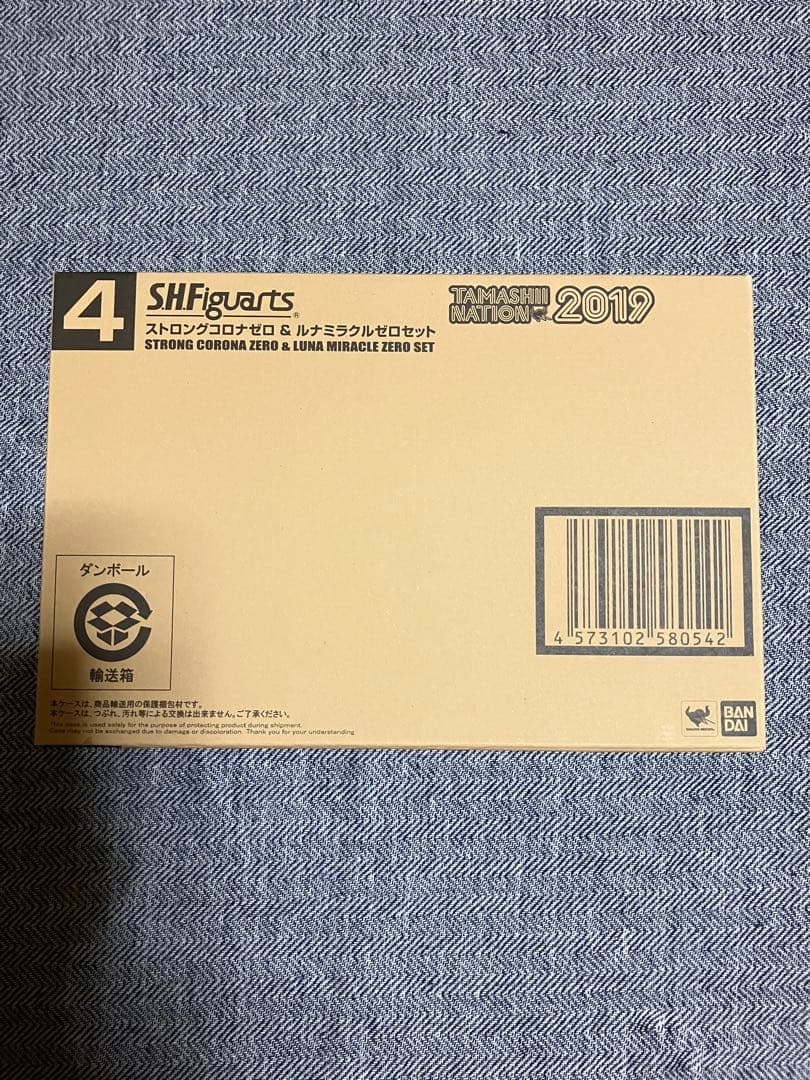 4
S.H.Figuarts®
TAMASHII NATION 2019
ストロングコロナゼロ & ルナミラクルゼロセット
STRONG CORONA ZERO & LUNA MIRACLE ZERO SET
4 573102 580542
ダンボール
輸送箱
本ケースは、商品輸送用の保護梱包材です。
本ケースは、つぶれ、汚れ等による交換は出来ません。ご了承ください。
This case is used solely for the purpose of protecting product during shipment.
Case may not be exchanged due to damage or discoloration. Thank you for your understanding
BAN
DAI